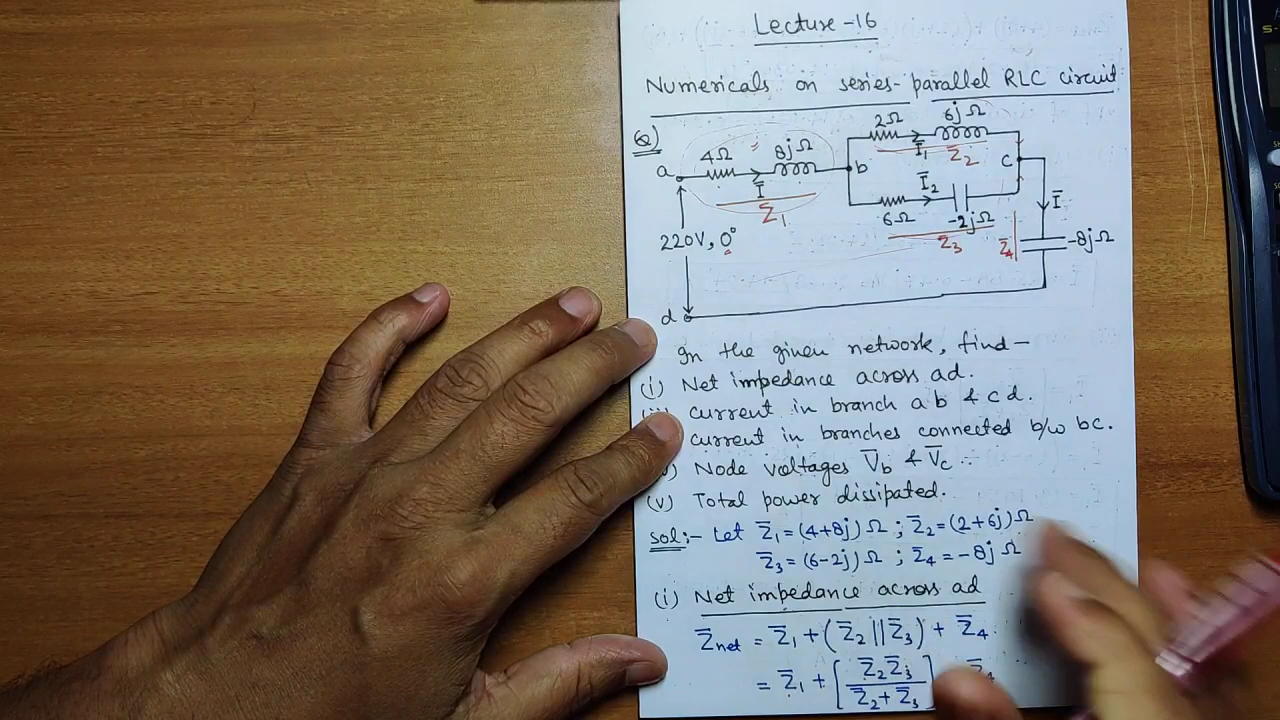 Lecture-16
Numericals on series-parallel RLC circuit
Q)
2Ω 6jΩ
4Ω 8jΩ
a b c
I̅ I̅₁ Z̅₂
Z̅₁ I̅₂
6Ω -2jΩ I̅
Z̅₃ Z̅₄ -8jΩ
220V, 0°
d
In the given network, find-
(i) Net impedance across ad.
current in branch ab & cd.
current in branches connected b/w bc.
Node voltages V̅b & V̅c
(v) Total power dissipated.
Sol:- Let Z̅₁=(4+8j)Ω ; Z̅₂=(2+6j)Ω
Z̅₃=(6-2j)Ω ; Z̅₄=-8jΩ
(i) Net impedance across ad
Z̅net = Z̅₁+(Z̅₂||Z̅₃)+Z̅₄.
= Z̅₁+[Z̅₂Z̅₃/Z̅₂+Z̅₃]